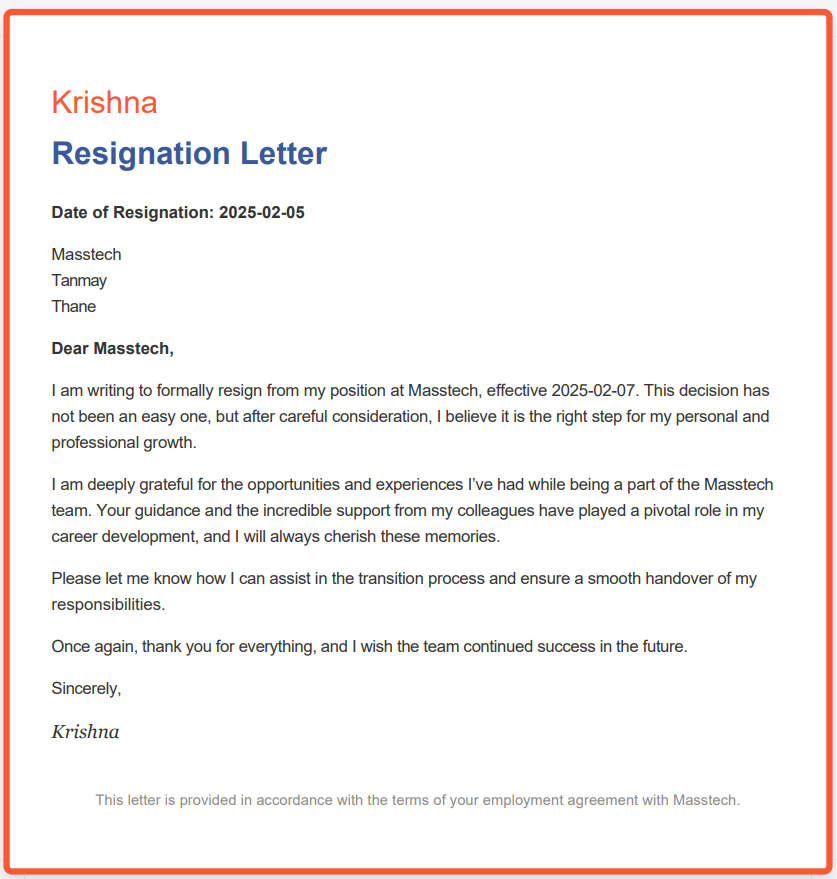 Krishna
Resignation Letter
Date of Resignation: 2025-02-05
Masstech
Tanmay
Thane
Dear Masstech,
I am writing to formally resign from my position at Masstech, effective 2025-02-07. This decision has
not been an easy one, but after careful consideration, I believe it is the right step for my personal and
professional growth.
I am deeply grateful for the opportunities and experiences I’ve had while being a part of the Masstech
team. Your guidance and the incredible support from my colleagues have played a pivotal role in my
career development, and I will always cherish these memories.
Please let me know how I can assist in the transition process and ensure a smooth handover of my
responsibilities.
Once again, thank you for everything, and I wish the team continued success in the future.
Sincerely,
Krishna
This letter is provided in accordance with the terms of your employment agreement with Masstech.